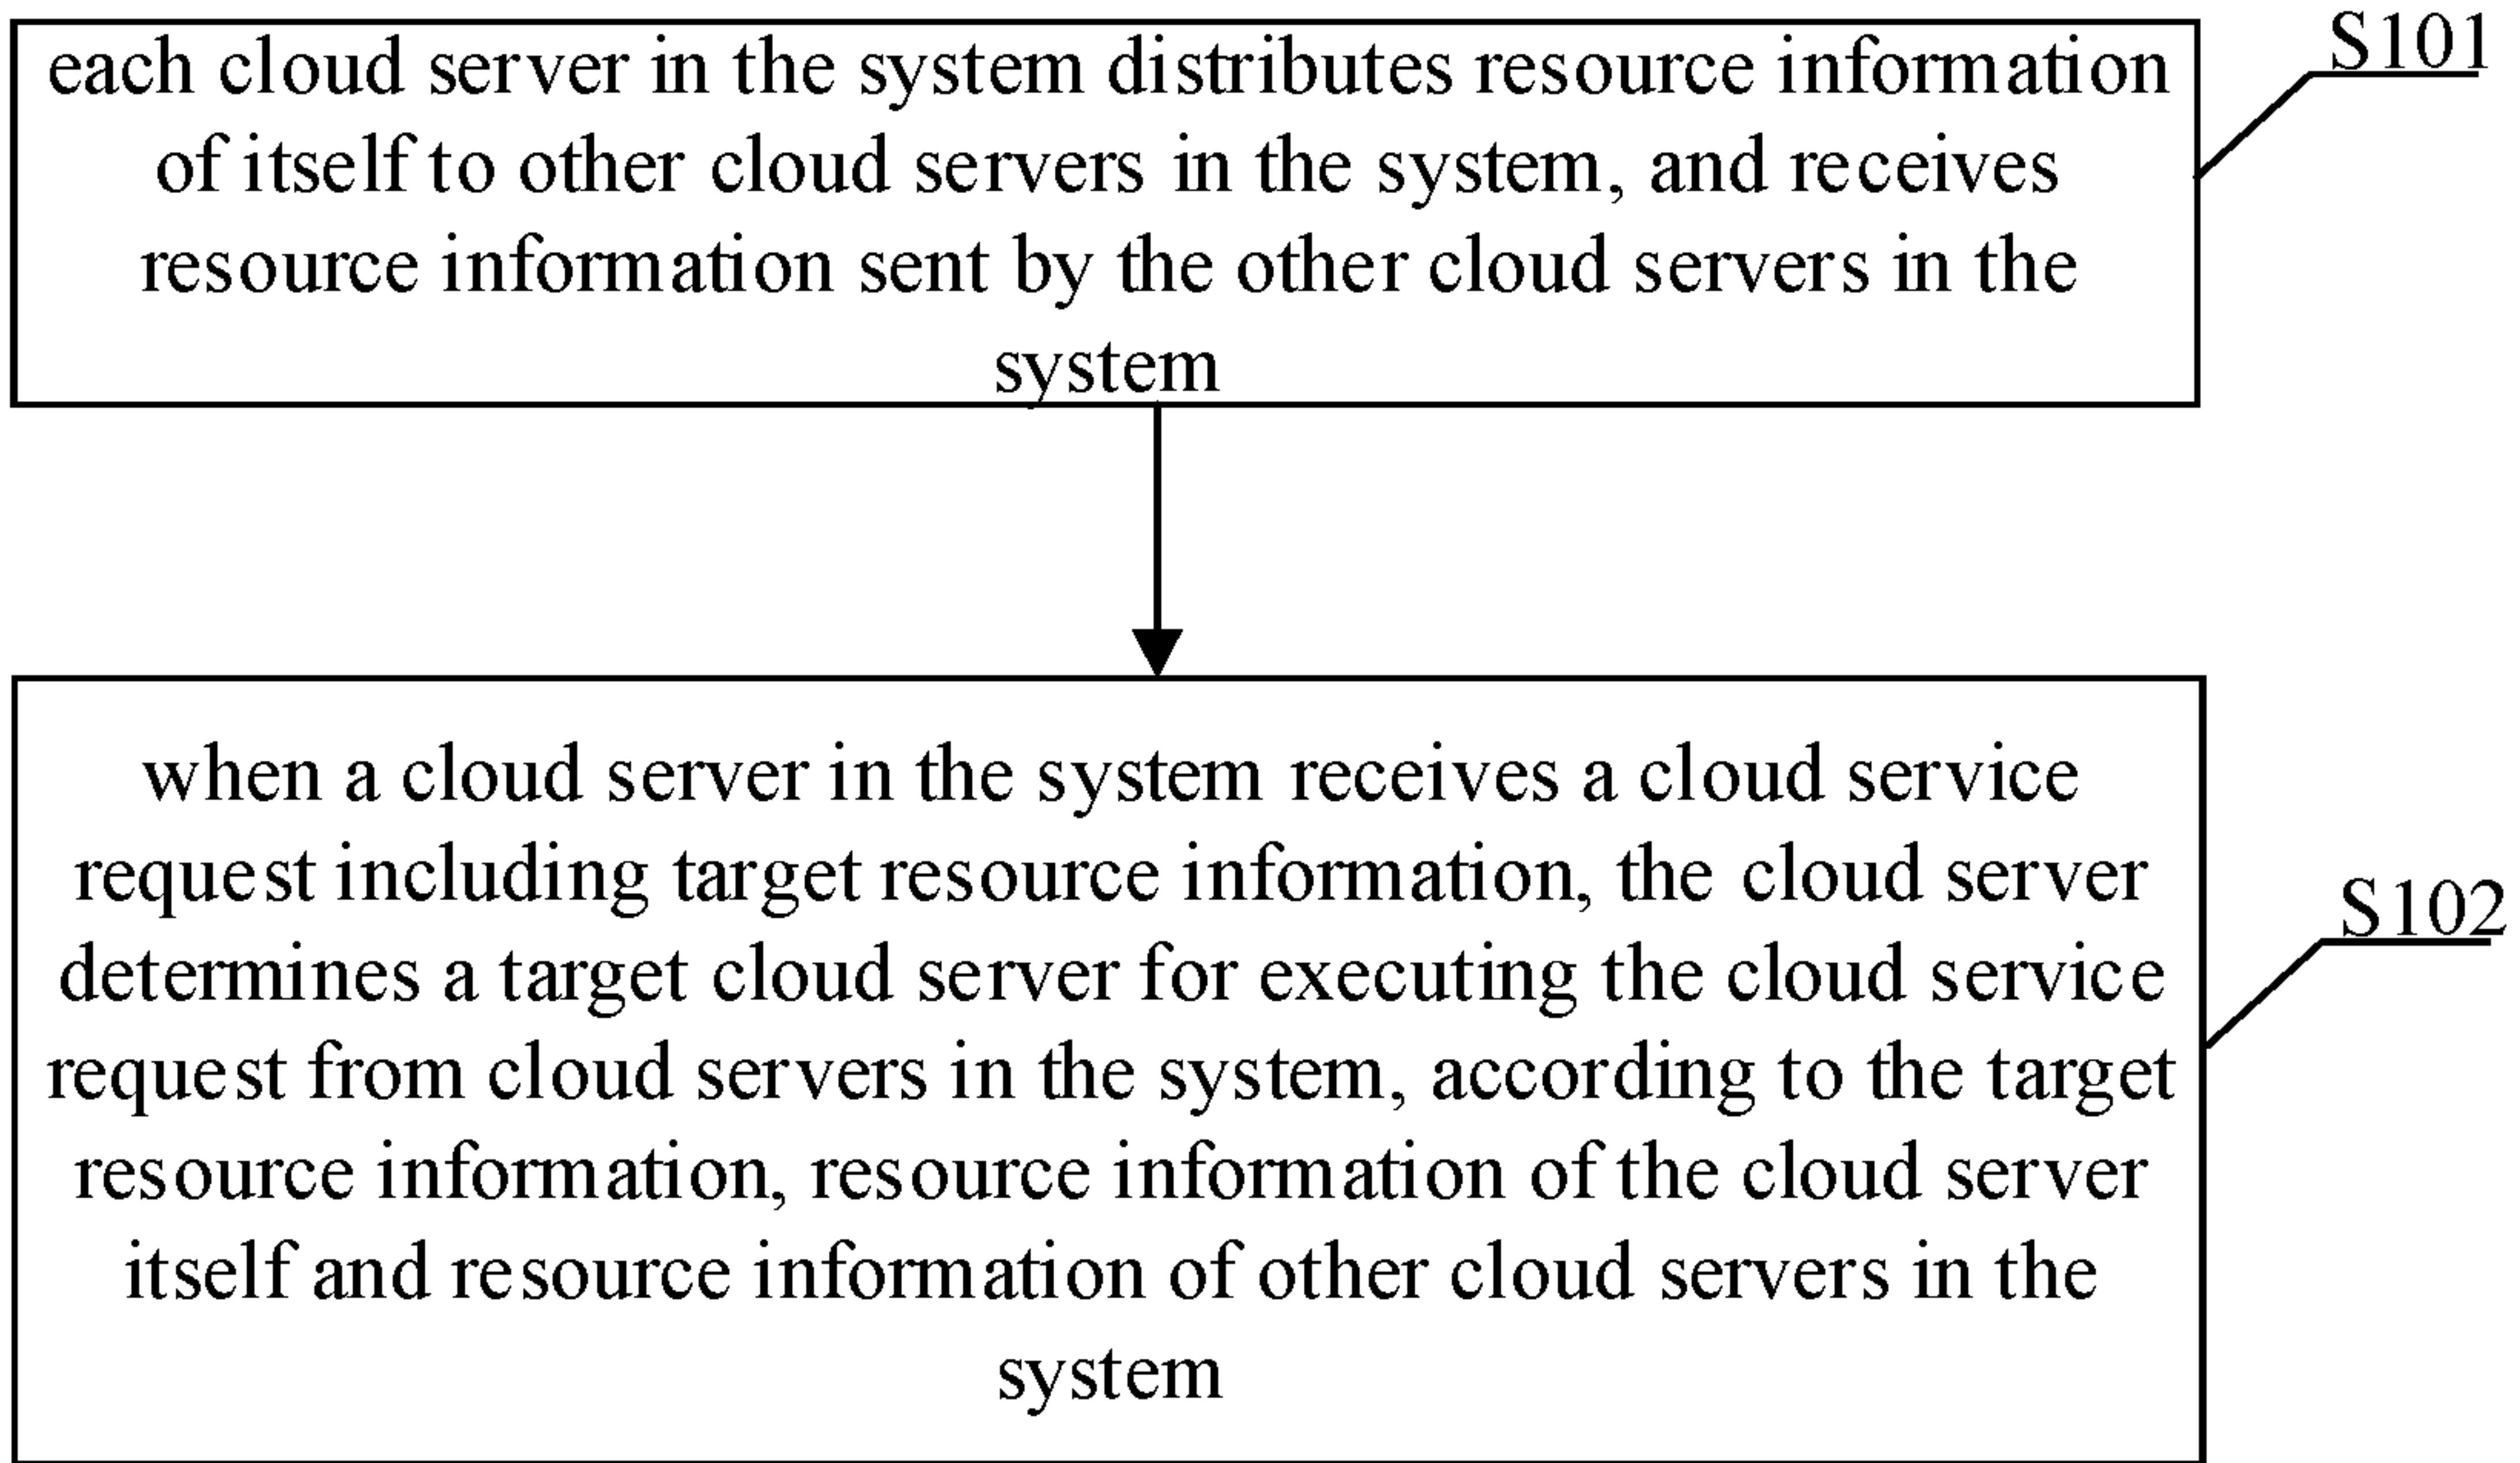 each cloud server in the system distributes resource information
of itself to other cloud servers in the system, and receives
resource information sent by the other cloud servers in the
system
S101
when a cloud server in the system receives a cloud service
request including target resource information, the cloud server
determines a target cloud server for executing the cloud service
request from cloud servers in the system, according to the target
resource information, resource information of the cloud server
itself and resource information of other cloud servers in the
system
S102